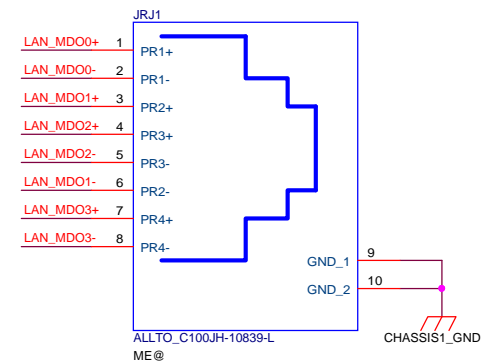 JRJ1
LAN_MDO0+ 1 PR1+
LAN_MDO0- 2 PR1-
LAN_MDO1+ 3 PR2+
LAN_MDO2+ 4 PR3+
LAN_MDO2- 5 PR3-
LAN_MDO1- 6 PR2-
LAN_MDO3+ 7 PR4+
LAN_MDO3- 8 PR4-
GND_1 9
GND_2 10
ALLTO_C100JH-10839-L
CHASSIS1_GND
ME@